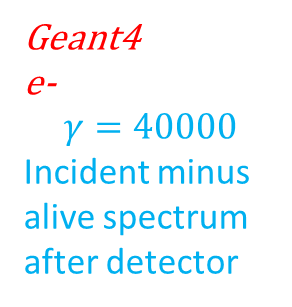 Geant4
e-
γ = 40000
Incident minus
alive spectrum
after detector